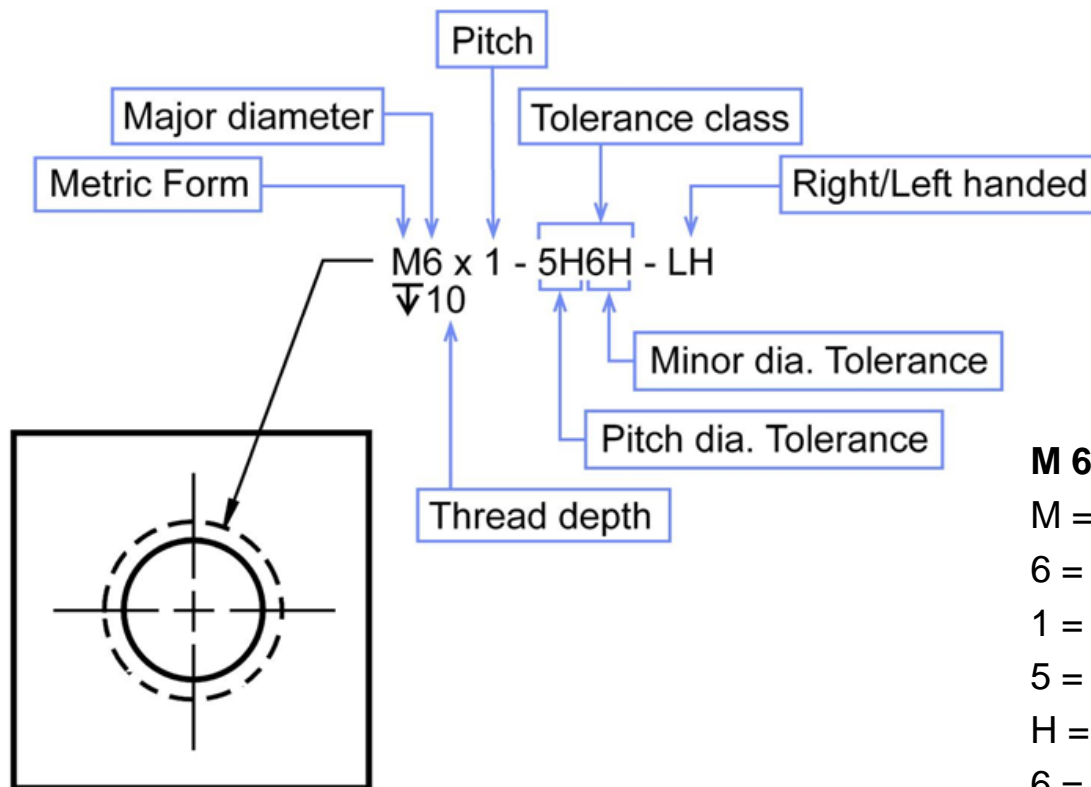 Pitch
Major diameter
Tolerance class
Metric Form
Right/Left handed
M6 x 1 - 5H6H - LH
↧10
Minor dia. Tolerance
Pitch dia. Tolerance
Thread depth
M 6
M =
6 =
1 =
5 =
H =
6 =